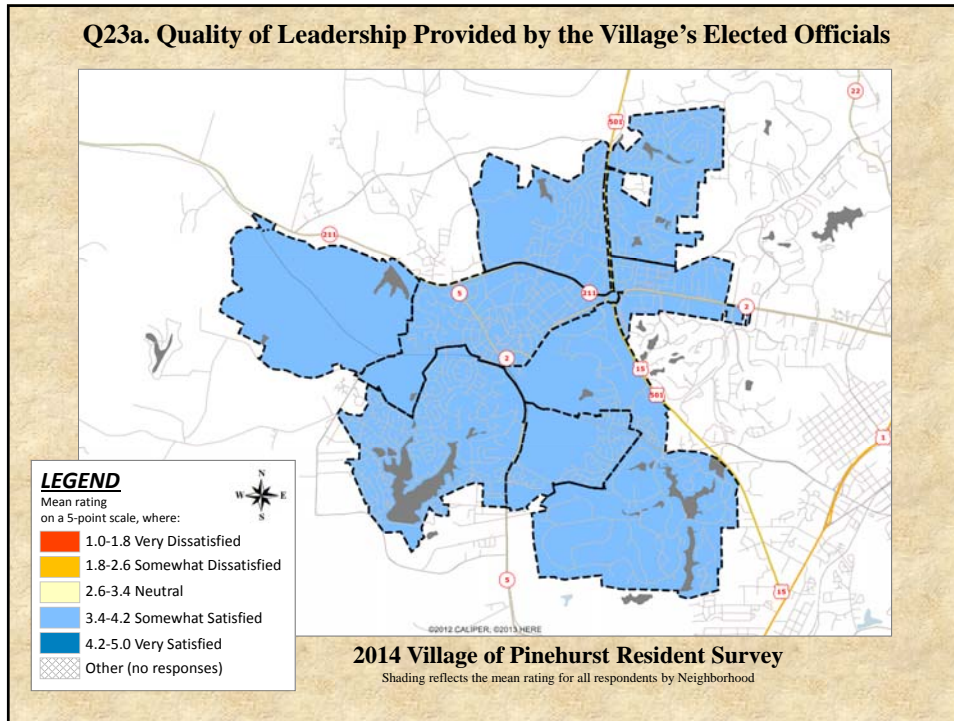 Q23a. Quality of Leadership Provided by the Village's Elected Officials
22
501
211
5
211
2
2
15
501
1
5
15
©2012 CALIPER, ©2013 HERE
LEGEND
Mean rating
on a 5-point scale, where:
N
W E
S
1.0-1.8 Very Dissatisfied
1.8-2.6 Somewhat Dissatisfied
2.6-3.4 Neutral
3.4-4.2 Somewhat Satisfied
4.2-5.0 Very Satisfied
Other (no responses)
2014 Village of Pinehurst Resident Survey
Shading reflects the mean rating for all respondents by Neighborhood